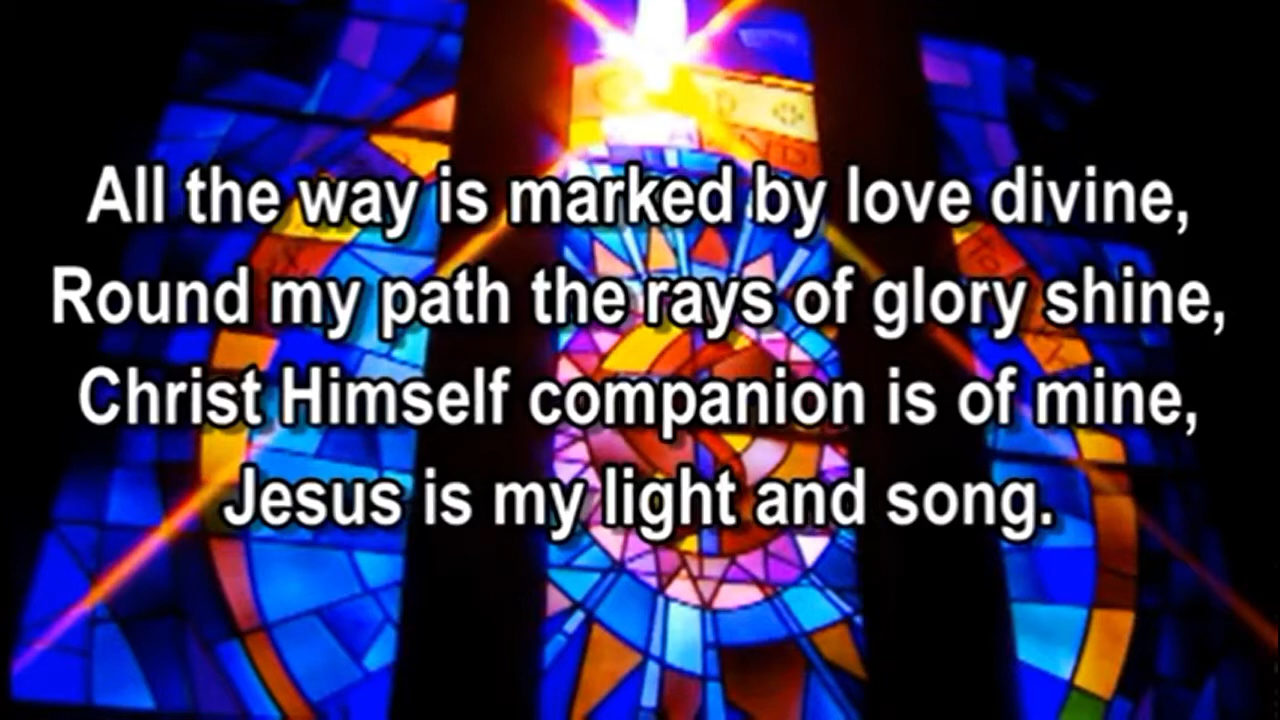 All the way is marked by love divine,
Round my path the rays of glory shine,
Christ Himself companion is of mine,
Jesus is my light and song.